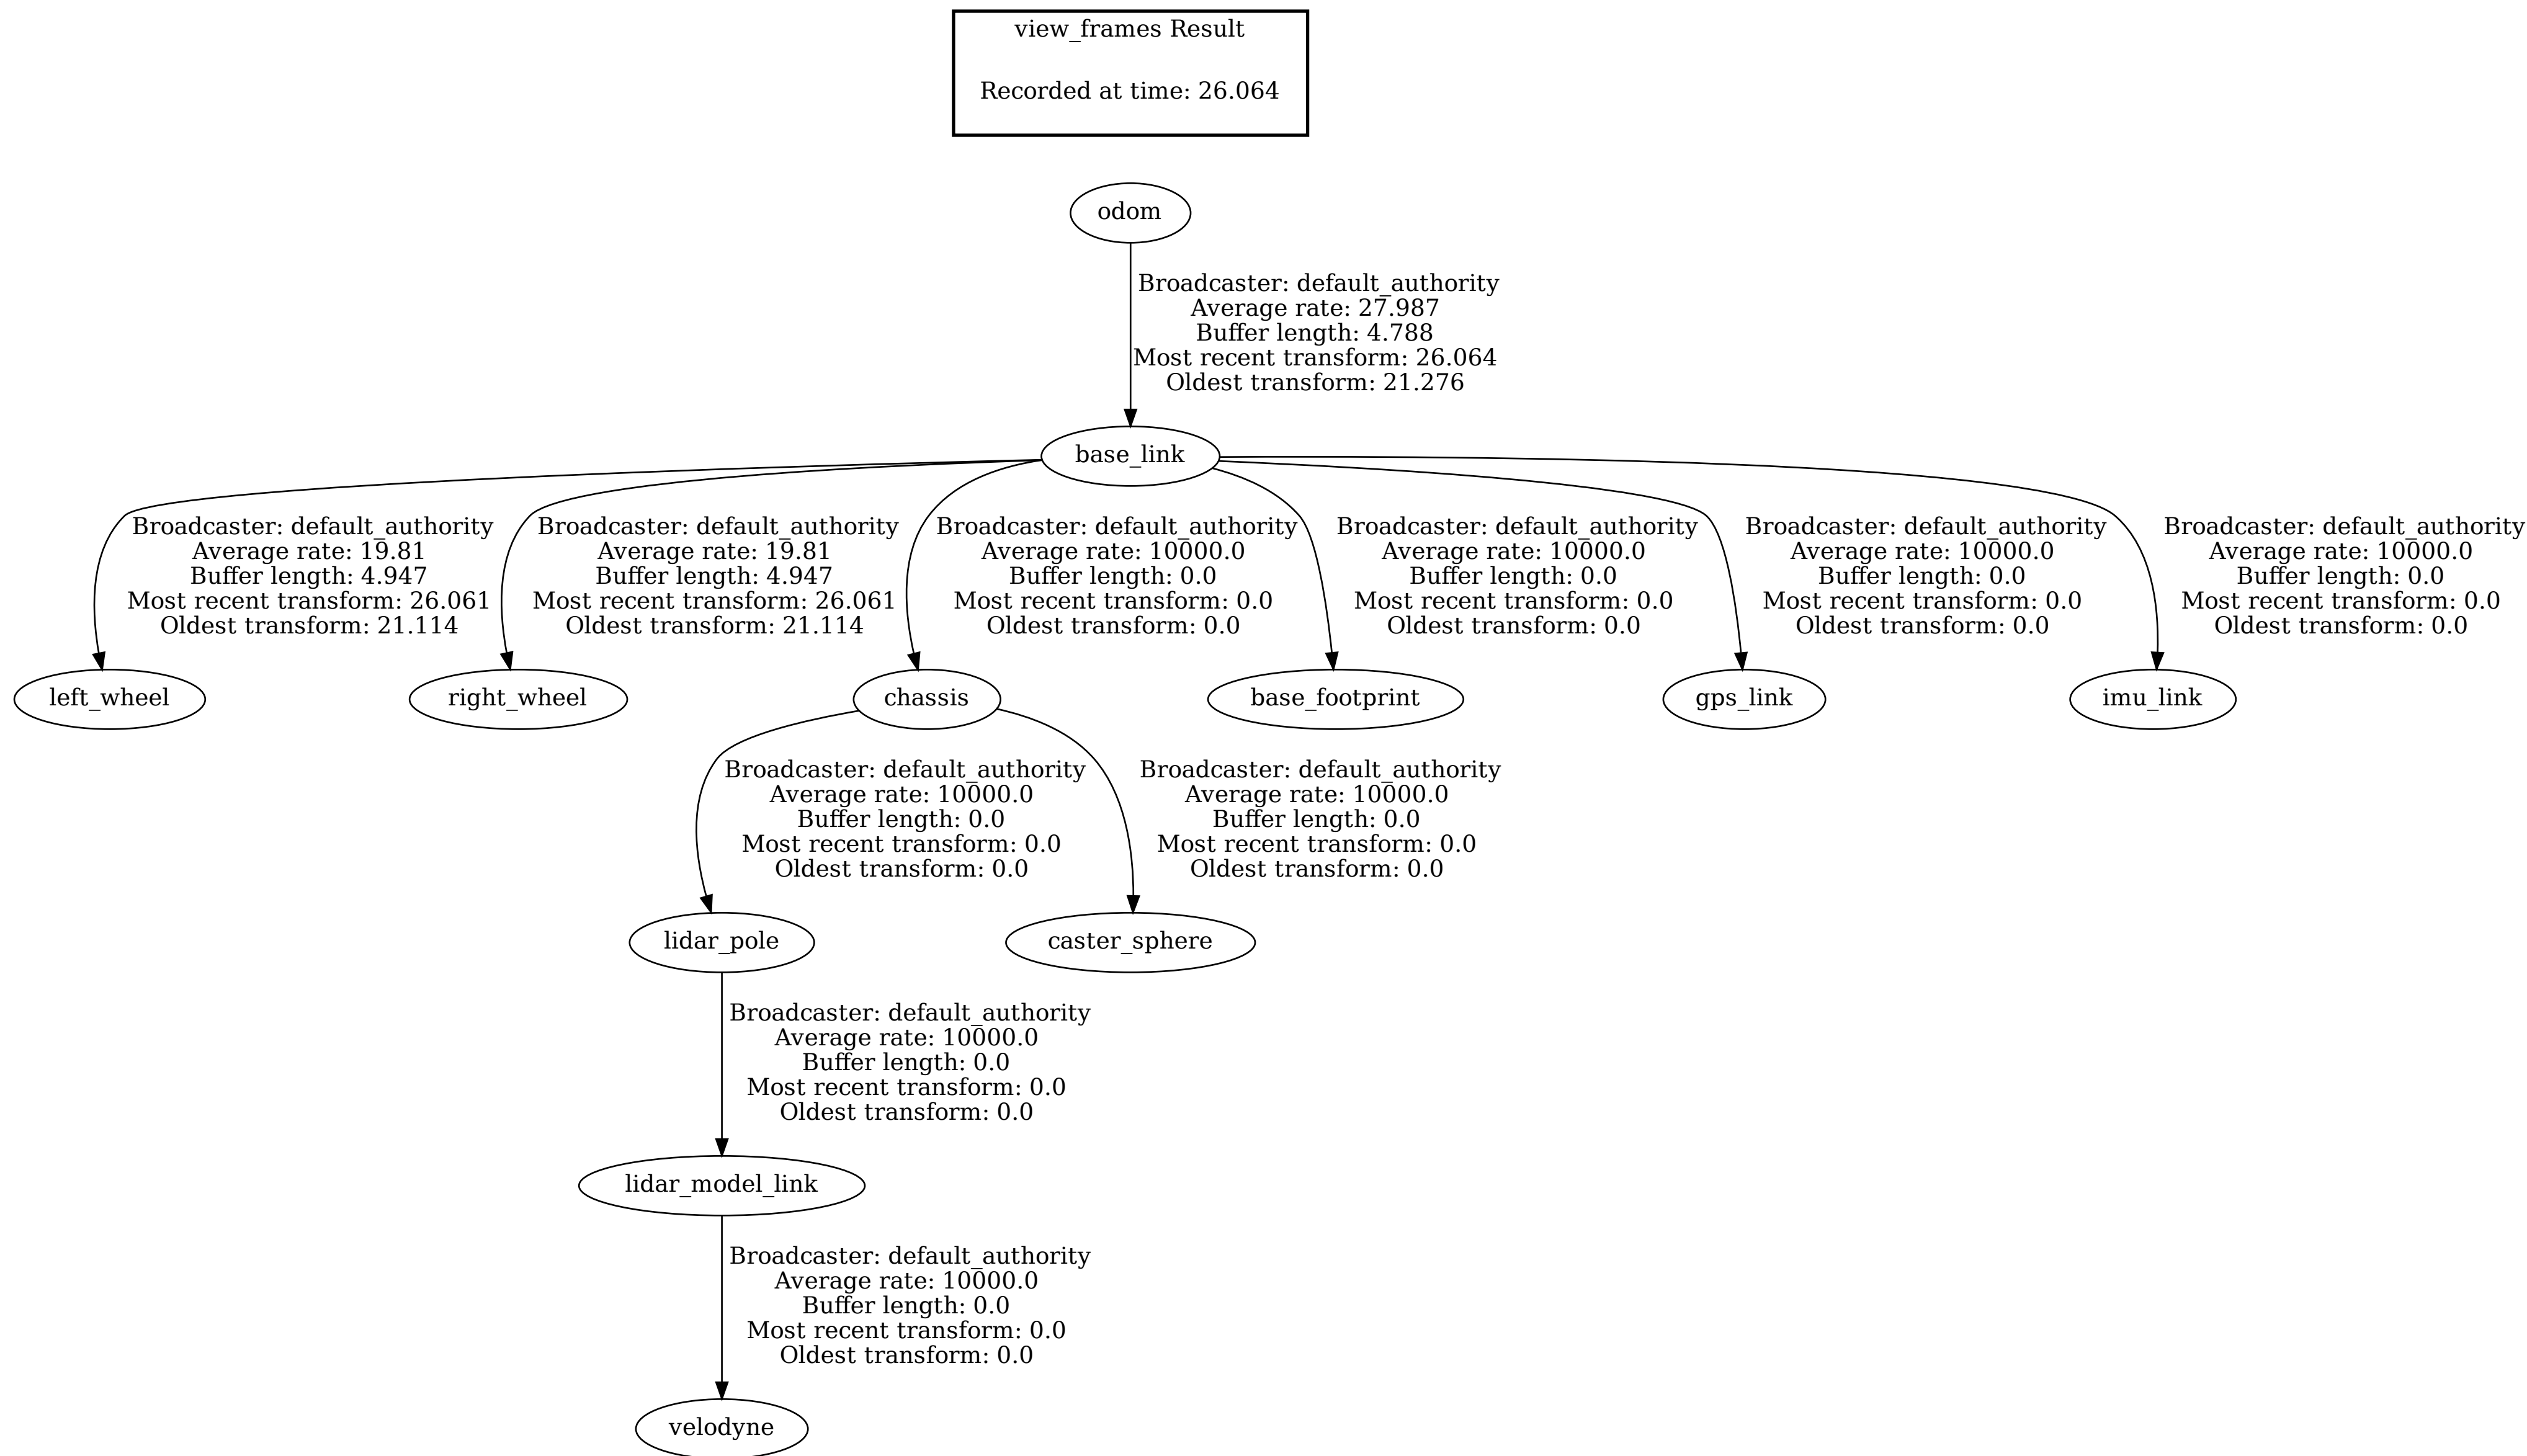 view_frames Result
Recorded at time: 26.064
odom
Broadcaster: default_authority
Average rate: 27.987
Buffer length: 4.788
Most recent transform: 26.064
Oldest transform: 21.276
base_link
Broadcaster: default_authority
Average rate: 19.81
Buffer length: 4.947
Most recent transform: 26.061
Oldest transform: 21.114
Broadcaster: default_authority
Average rate: 19.81
Buffer length: 4.947
Most recent transform: 26.061
Oldest transform: 21.114
Broadcaster: default_authority
Average rate: 10000.0
Buffer length: 0.0
Most recent transform: 0.0
Oldest transform: 0.0
Broadcaster: default_authority
Average rate: 10000.0
Buffer length: 0.0
Most recent transform: 0.0
Oldest transform: 0.0
Broadcaster: default_authority
Average rate: 10000.0
Buffer length: 0.0
Most recent transform: 0.0
Oldest transform: 0.0
Broadcaster: default_authority
Average rate: 10000.0
Buffer length: 0.0
Most recent transform: 0.0
Oldest transform: 0.0
left_wheel
right_wheel
chassis
base_footprint
gps_link
imu_link
Broadcaster: default_authority
Average rate: 10000.0
Buffer length: 0.0
Most recent transform: 0.0
Oldest transform: 0.0
Broadcaster: default_authority
Average rate: 10000.0
Buffer length: 0.0
Most recent transform: 0.0
Oldest transform: 0.0
lidar_pole
caster_sphere
Broadcaster: default_authority
Average rate: 10000.0
Buffer length: 0.0
Most recent transform: 0.0
Oldest transform: 0.0
lidar_model_link
Broadcaster: default_authority
Average rate: 10000.0
Buffer length: 0.0
Most recent transform: 0.0
Oldest transform: 0.0
velodyne